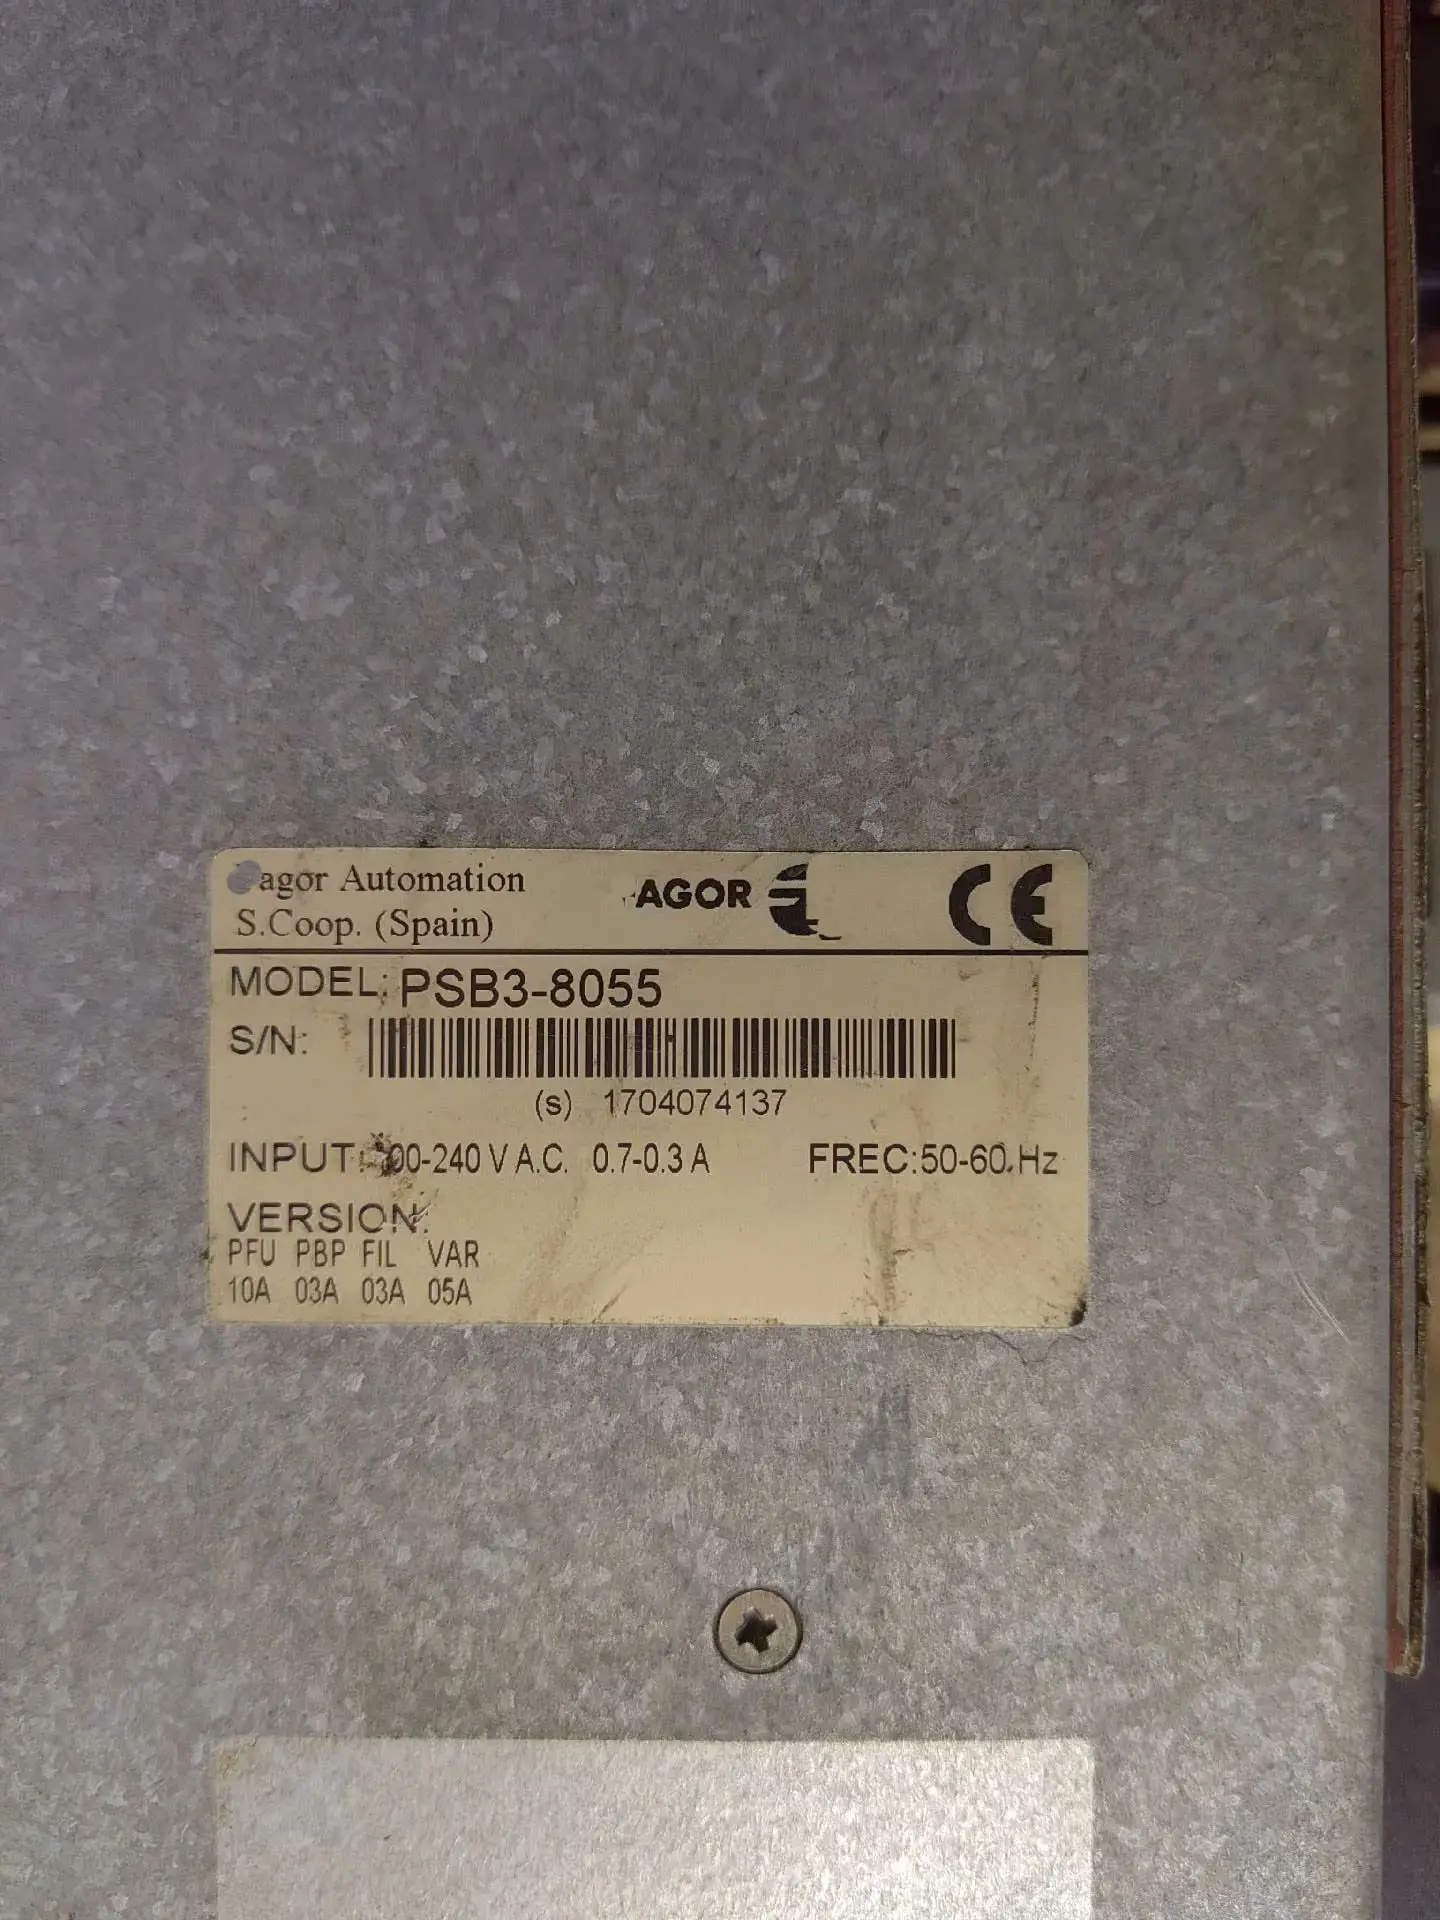 agor Automation
AGOR
CE
S.Coop. (Spain)
MODEL: PSB3-8055
S/N:
(s) 1704074137
INPUT: 00-240 V A.C. 0.7-0.3 A FREC:50-60.Hz
VERSION:
PFU PBP FIL VAR
10A 03A 03A 05A